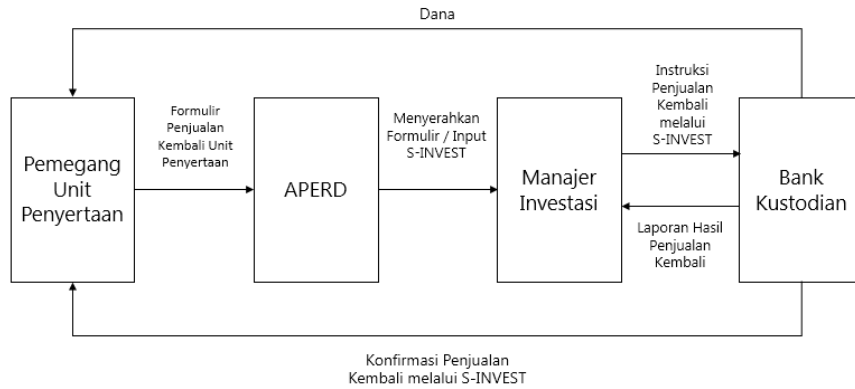 Dana
Formulir
Penjualan
Kembali Unit
Penyertaan
Menyerahkan
Formulir / Input
S-INVEST
Instruksi
Penjualan
Kembali
melalui
S-INVEST
Pemegang
Unit
Penyertaan
APERD
Manajer
Investasi
Bank
Kustodian
Laporan Hasil
Penjualan
Kembali
Konfirmasi Penjualan
Kembali melalui S-INVEST